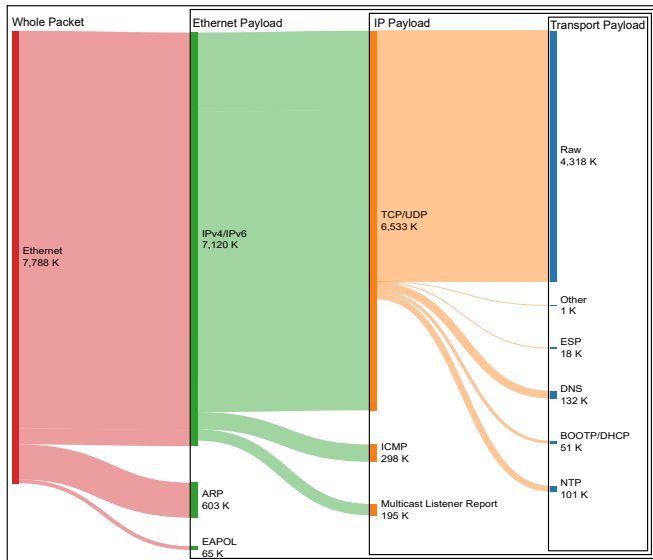 Whole Packet
Ethernet Payload
IP Payload
Transport Payload
Ethernet
7,788 K
IPv4/IPv6
7,120 K
ARP
603 K
EAPOL
65 K
TCP/UDP
6,533 K
ICMP
298 K
Multicast Listener Report
195 K
Raw
4,318 K
Other
1 K
ESP
18 K
DNS
132 K
BOOTP/DHCP
51 K
NTP
101 K